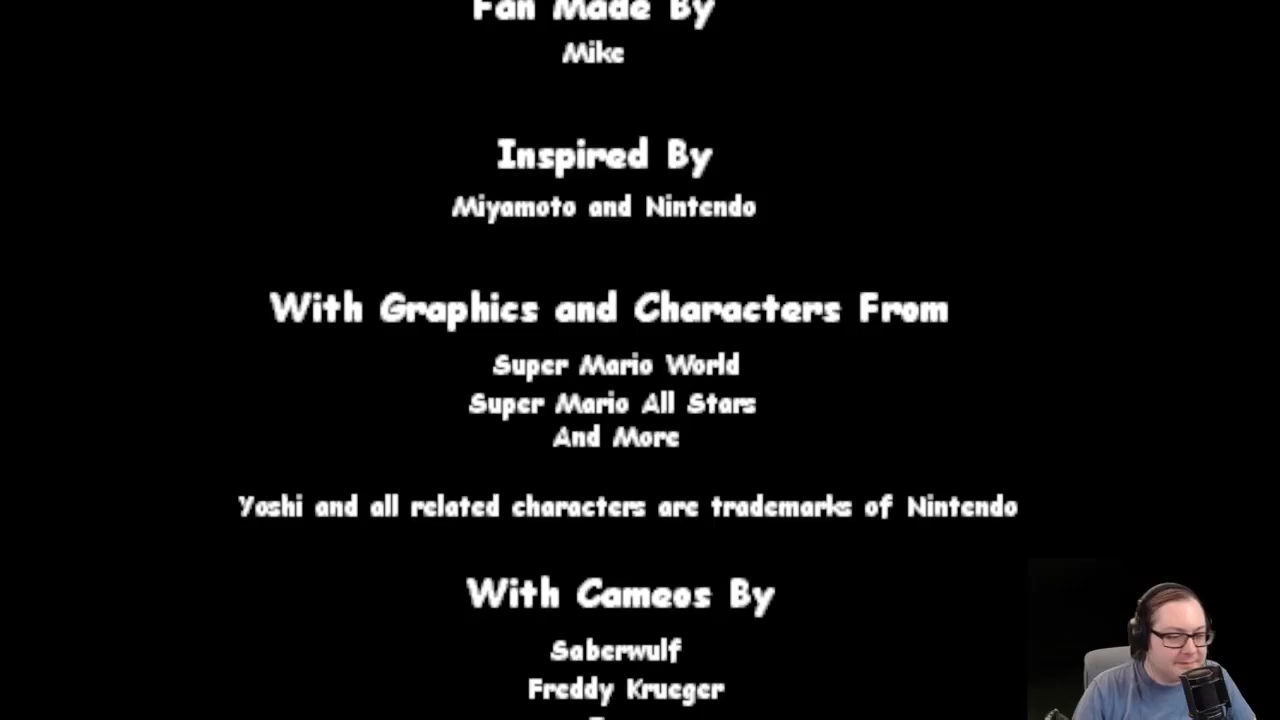 Fan Made By
Mike
Inspired By
Miyamoto and Nintendo
With Graphics and Characters From
Super Mario World
Super Mario All Stars
And More
Yoshi and all related characters are trademarks of Nintendo
With Cameos By
Saberwulf
Freddy Krueger